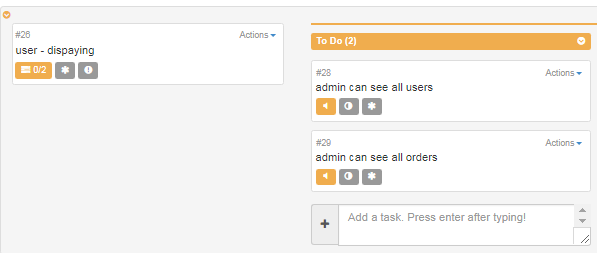 #26
Actions
user - dispaying
0/2
To Do (2)
#28
Actions
admin can see all users
#29
Actions
admin can see all orders
Add a task. Press enter after typing!